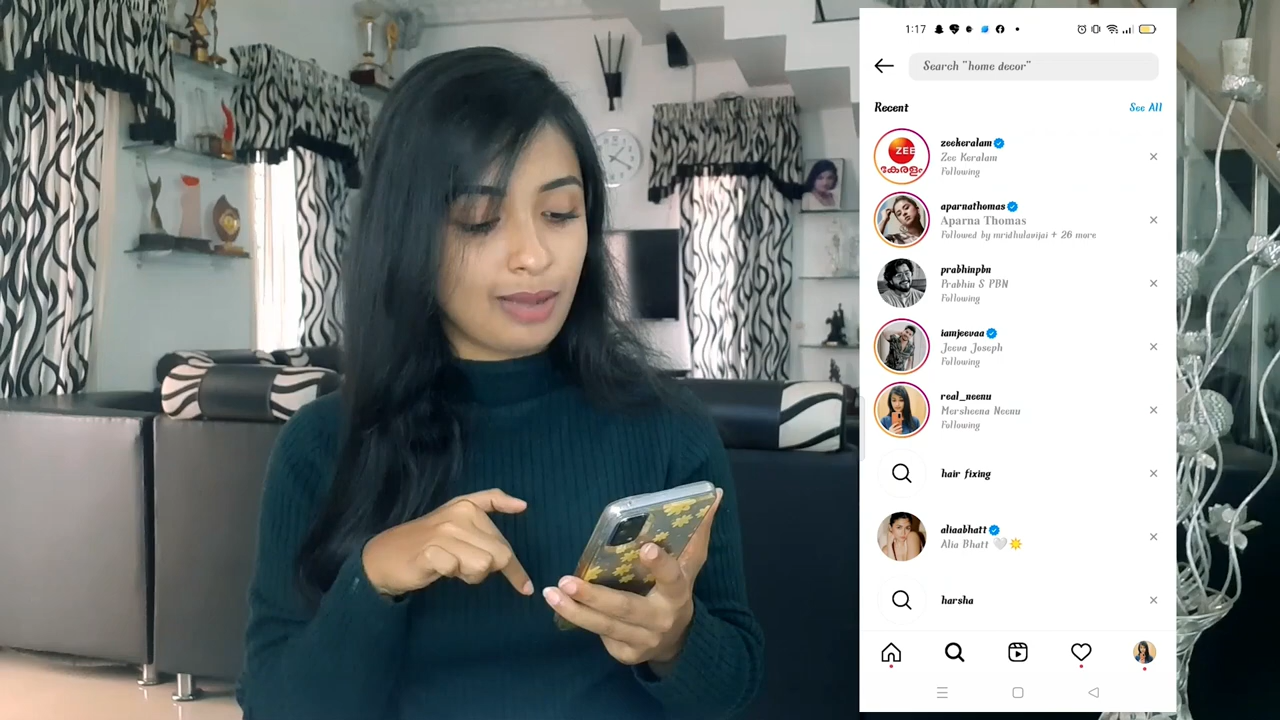 1:17
Search "home decor"
Recent
See All
ZEE
കേരളം
zeekeralam
Zee Keralam
Following
aparnathomas
Aparna Thomas
Followed by mridhulavijai + 26 more
prabhinpbn
Prabhin S PBN
Following
iamjeevaa
Jeeva Joseph
Following
real_neenu
Mersheena Neenu
Following
hair fixing
aliaabhatt
Alia Bhatt 🤍☀️
harsha